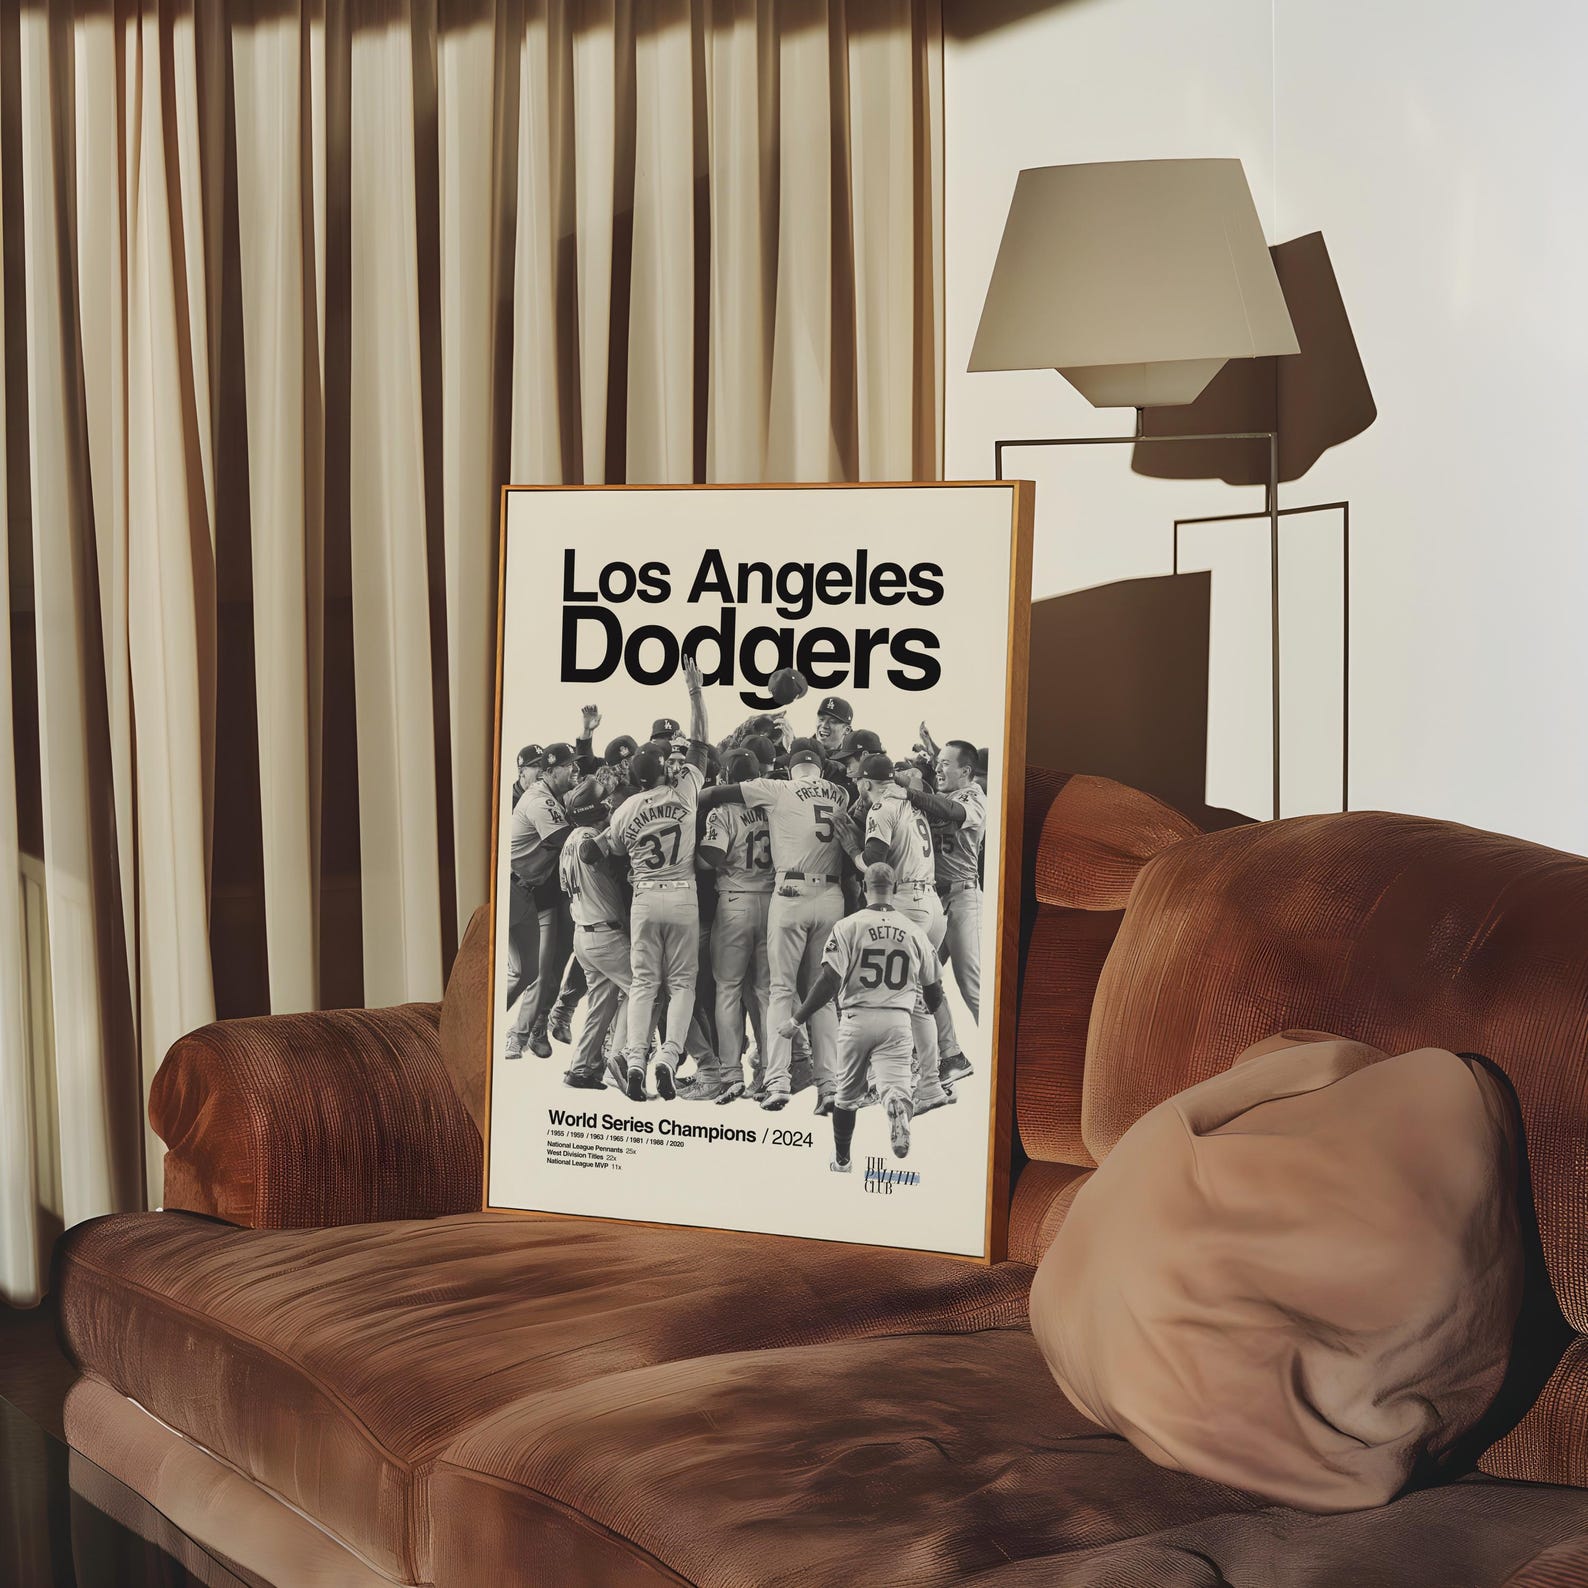 Los Angeles
Dodgers
HERNANDEZ
37
13
FREEMAN
5
9
25
BETTS
50
World Series Champions / 2024
/ 1955 / 1959 / 1963 / 1965 / 1981 / 1988 / 2020
National League Pennants 25x
West Division Titles 22x
National League MVP 11x
THE
PALETTE
CLUB